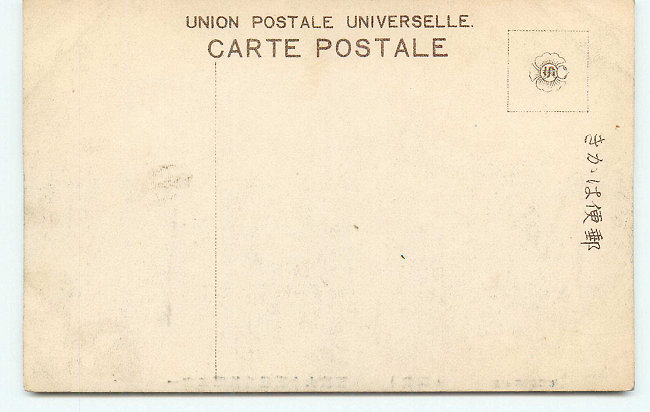 UNION POSTALE UNIVERSELLE.
CARTE POSTALE
郵便はかき